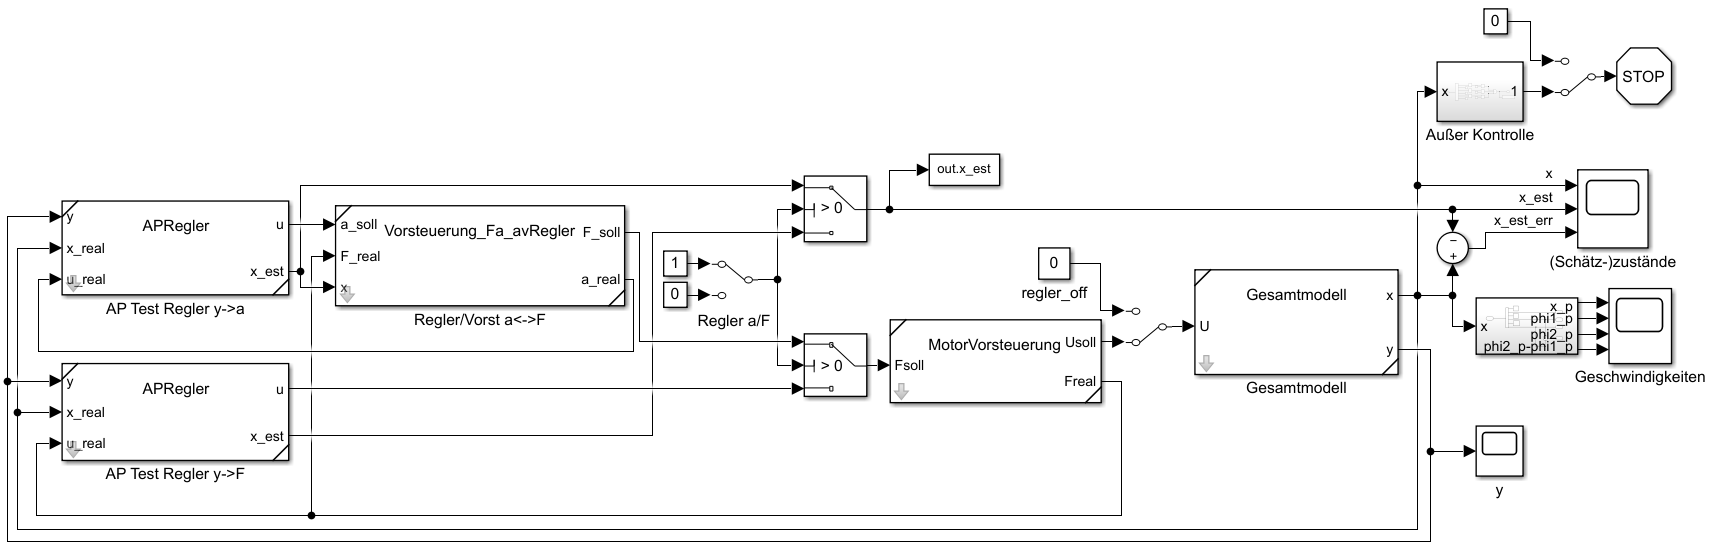 0
STOP
x
1
Außer Kontrolle
out.x_est
x
x_est
x_est_err
(Schätz-)zustände
y
x_real
u_real
APRegler
u
x_est
AP Test Regler y->a
a_soll
F_real
x
Vorsteuerung_Fa_avRegler
F_soll
a_real
Regler/Vorst a<->F
> 0
1
0
Regler a/F
0
regler_off
−
+
Gesamtmodell
U
x
y
Gesamtmodell
x
x_p
phi1_p
phi2_p
phi2_p-phi1_p
Geschwindigkeiten
MotorVorsteuerung
Fsoll
Usoll
Freal
> 0
y
x_real
u_real
APRegler
u
x_est
AP Test Regler y->F
y